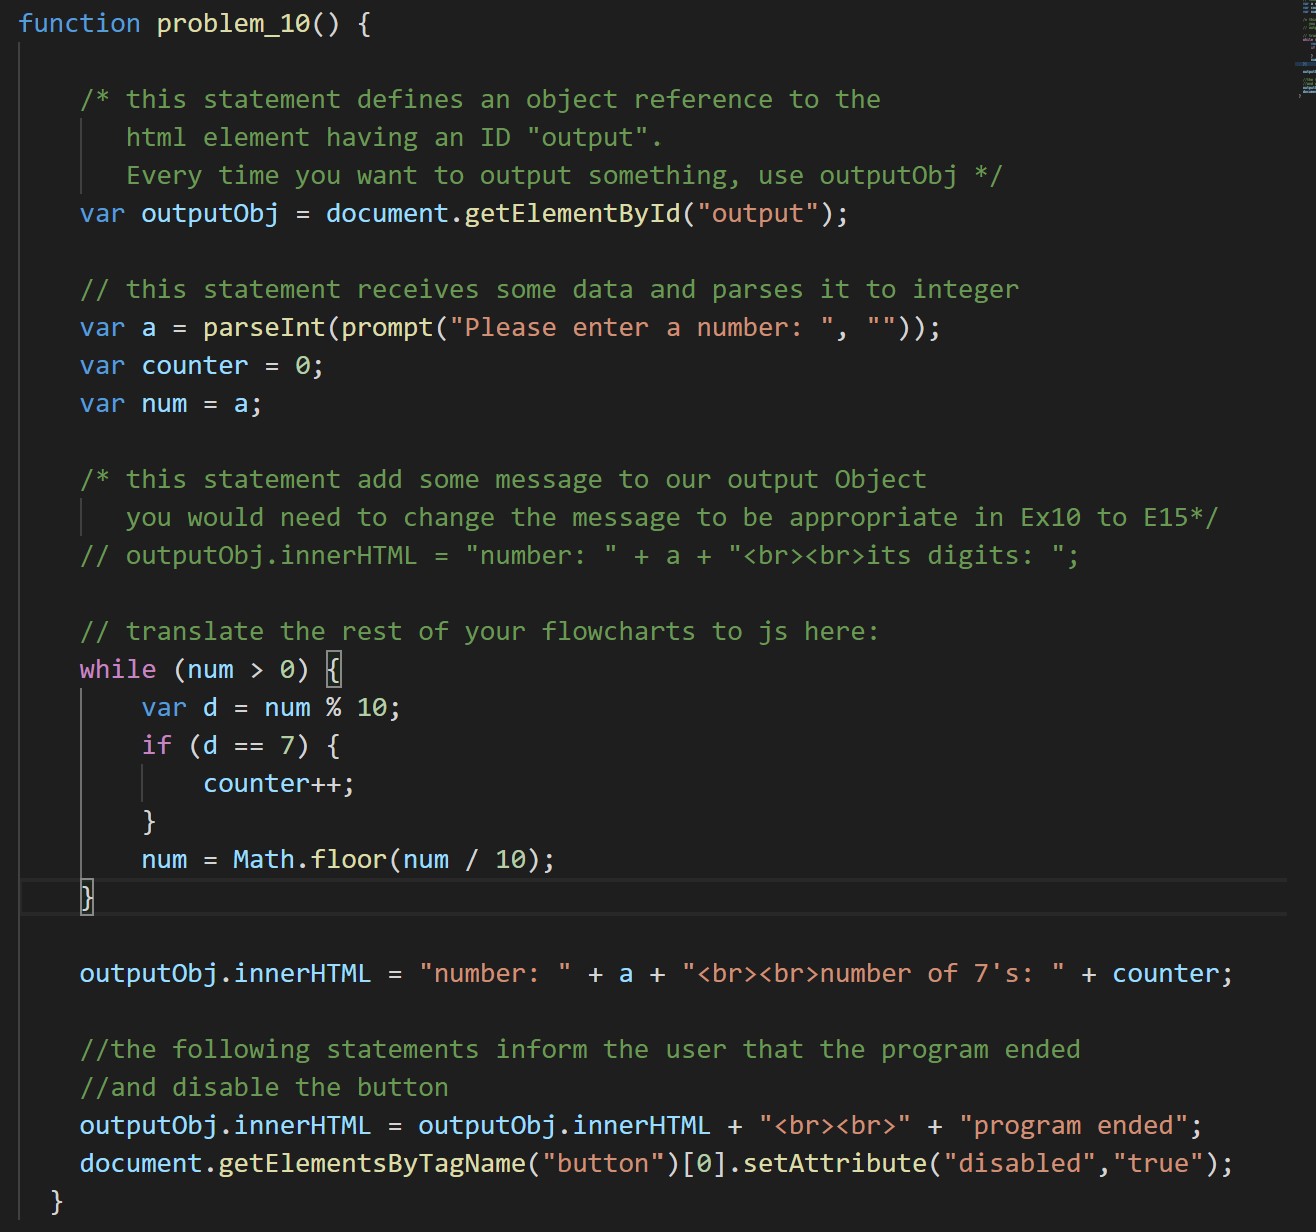 function problem_10() {
/* this statement defines an object reference to the
html element having an ID "output".
Every time you want to output something, use outputObj */
var outputObj = document.getElementById("output");
// this statement receives some data and parses it to integer
var a = parseInt(prompt("Please enter a number: ", ""));
var counter = 0;
var num = a;
/* this statement add some message to our output Object
you would need to change the message to be appropriate in Ex10 to E15*/
// outputObj.innerHTML = "number: " + a + "<br><br>its digits: ";
// translate the rest of your flowcharts to js here:
while (num > 0) {
var d = num % 10;
if (d == 7) {
counter++;
}
num = Math.floor(num / 10);
}
outputObj.innerHTML = "number: " + a + "<br><br>number of 7's: " + counter;
//the following statements inform the user that the program ended
//and disable the button
outputObj.innerHTML = outputObj.innerHTML + "<br><br>" + "program ended";
document.getElementsByTagName("button")[0].setAttribute("disabled","true");
}